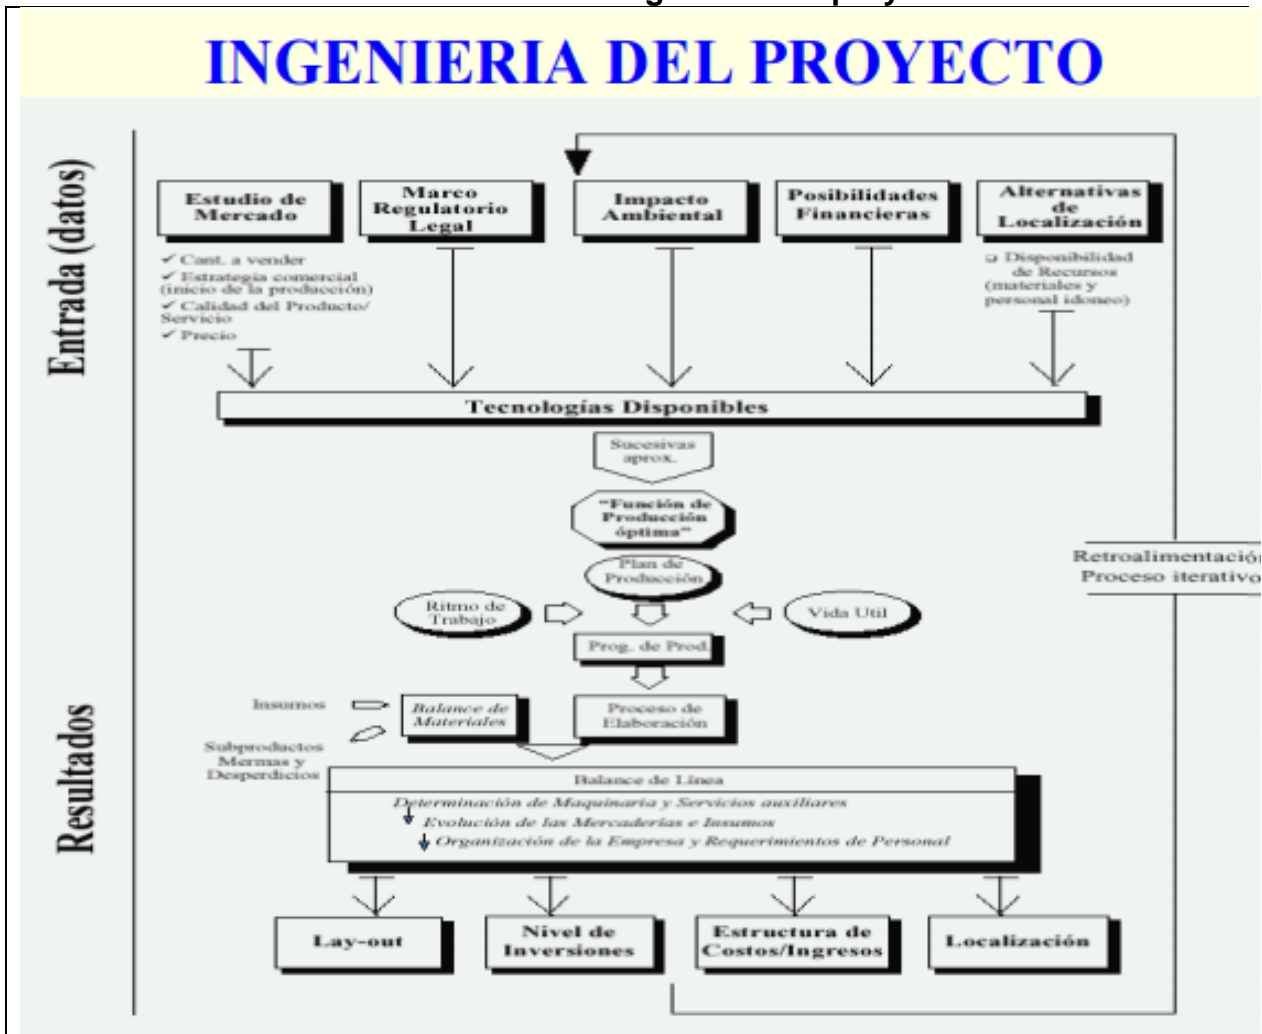 INGENIERIA DEL PROYECTO
Entrada (datos)
Estudio de
Mercado
Marco
Regulatorio
Legal
Impacto
Ambiental
Posibilidades
Financieras
Alternativas
de
Localización
✓ Cant. a vender
✓ Estrategia comercial
(inicio de la producción)
✓ Calidad del Producto/
Servicio
✓ Precio
❑ Disponibilidad
de Recursos
(materiales y
personal idoneo)
Tecnologías Disponibles
Sucesivas
aprox.
"Función de
Producción
óptima"
Plan de
Producción
Retroalimentación
Proceso iterativo
Ritmo de
Trabajo
Vida Util
Prog. de Prod.
Resultados
Insumos
Balance de
Materiales
Proceso de
Elaboración
Subproductos
Mermas y
Desperdicios
Balance de Línea
Determinación de Maquinaria y Servicios auxiliares
Evolución de las Mercaderías e Insumos
Organización de la Empresa y Requerimientos de Personal
Lay-out
Nivel de
Inversiones
Estructura de
Costos/Ingresos
Localización